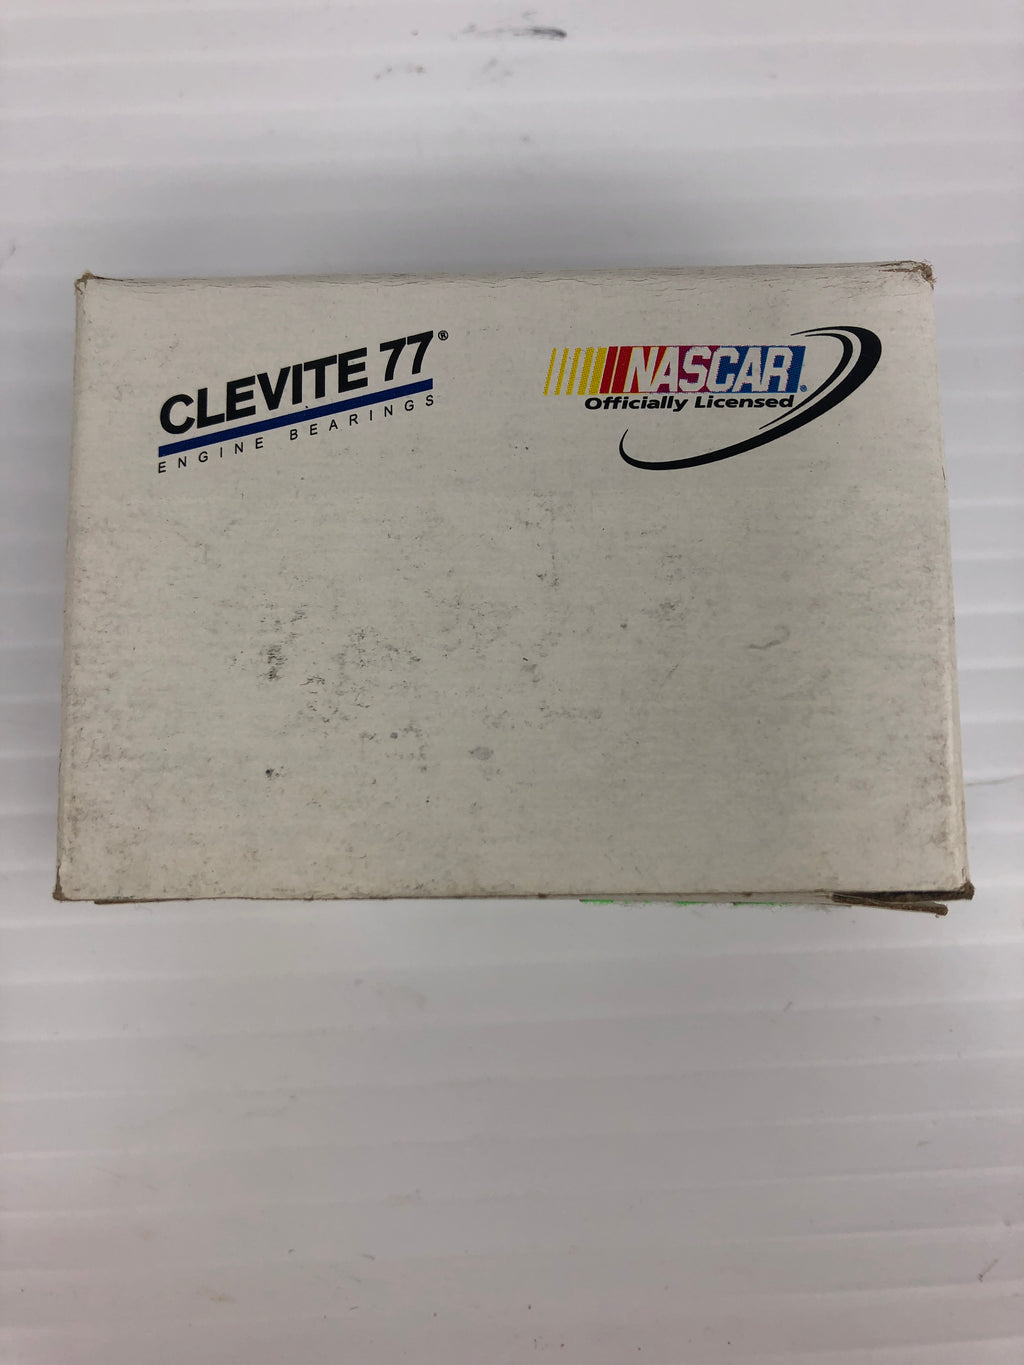 CLEVITE 77®
ENGINE BEARINGS
NASCAR®
Officially Licensed